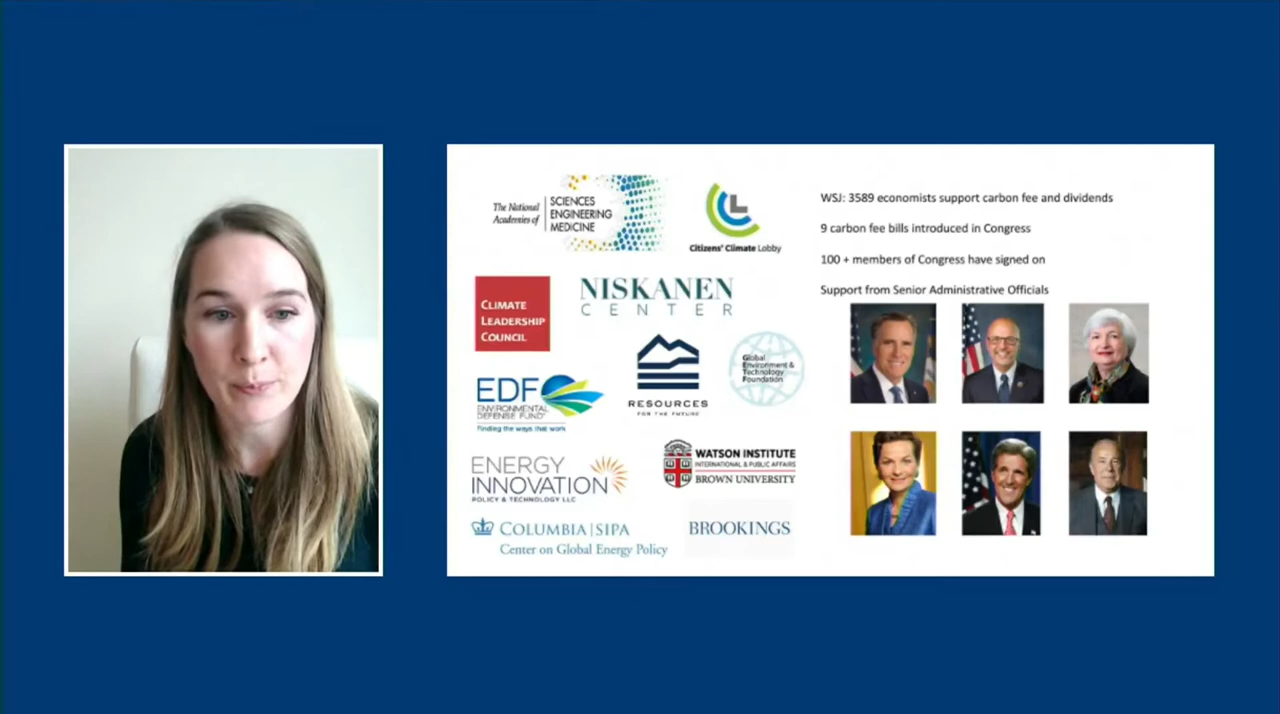 The National
Academies of
SCIENCES
ENGINEERING
MEDICINE
Citizens' Climate Lobby
CLIMATE
LEADERSHIP
COUNCIL
NISKANEN
CENTER
EDF
ENVIRONMENTAL
DEFENSE FUND
Finding the ways that work
RESOURCES
FOR THE FUTURE
Global
Environment &
Technology
Foundation
ENERGY
INNOVATION
POLICY & TECHNOLOGY LLC
WATSON INSTITUTE
INTERNATIONAL & PUBLIC AFFAIRS
BROWN UNIVERSITY
COLUMBIA | SIPA
Center on Global Energy Policy
BROOKINGS
WSJ: 3589 economists support carbon fee and dividends
9 carbon fee bills introduced in Congress
100 + members of Congress have signed on
Support from Senior Administrative Officials